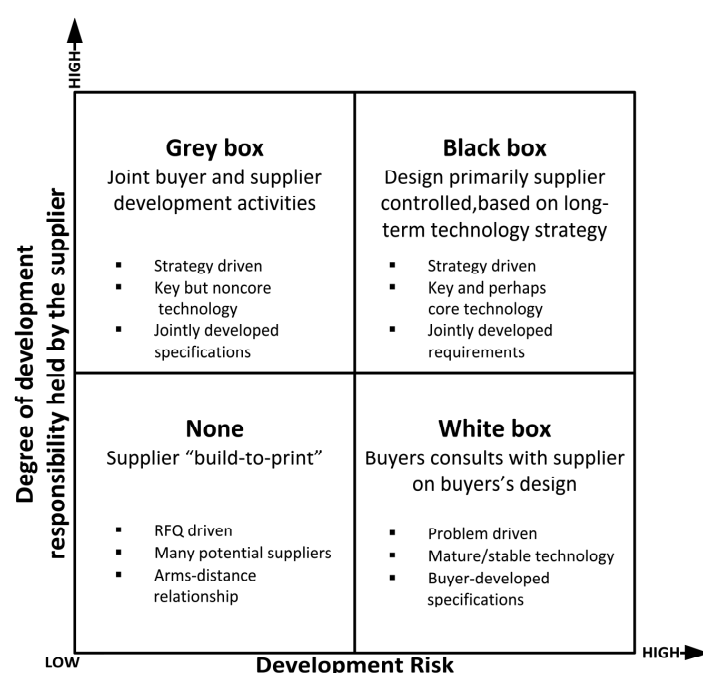 HIGH
Degree of development
responsibility held by the supplier
Grey box
Joint buyer and supplier
development activities
▪ Strategy driven
▪ Key but noncore
technology
▪ Jointly developed
specifications
Black box
Design primarily supplier
controlled,based on long-
term technology strategy
▪ Strategy driven
▪ Key and perhaps
core technology
▪ Jointly developed
requirements
None
Supplier “build-to-print”
▪ RFQ driven
▪ Many potential suppliers
▪ Arms-distance
relationship
White box
Buyers consults with supplier
on buyers’s design
▪ Problem driven
▪ Mature/stable technology
▪ Buyer-developed
specifications
LOW
Development Risk
HIGH